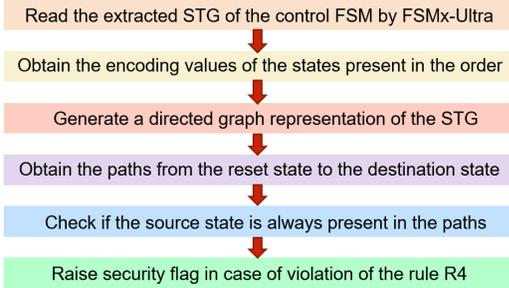 Read the extracted STG of the control FSM by FSMx-Ultra
Obtain the encoding values of the states present in the order
Generate a directed graph representation of the STG
Obtain the paths from the reset state to the destination state
Check if the source state is always present in the paths
Raise security flag in case of violation of the rule R4